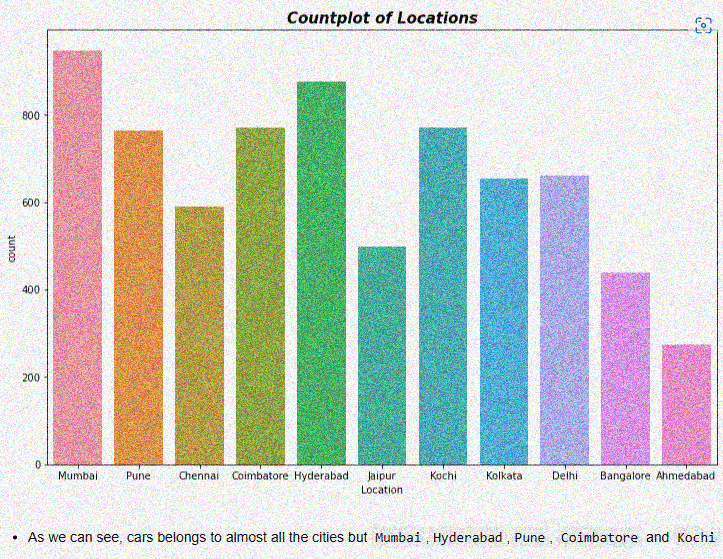 Countplot of Locations
800
600
400
200
0
count
Mumbai Pune Chennai Coimbatore Hyderabad Jaipur Kochi Kolkata Delhi Bangalore Ahmedabad
Location
• As we can see, cars belongs to almost all the cities but Mumbai , Hyderabad , Pune , Coimbatore and Kochi